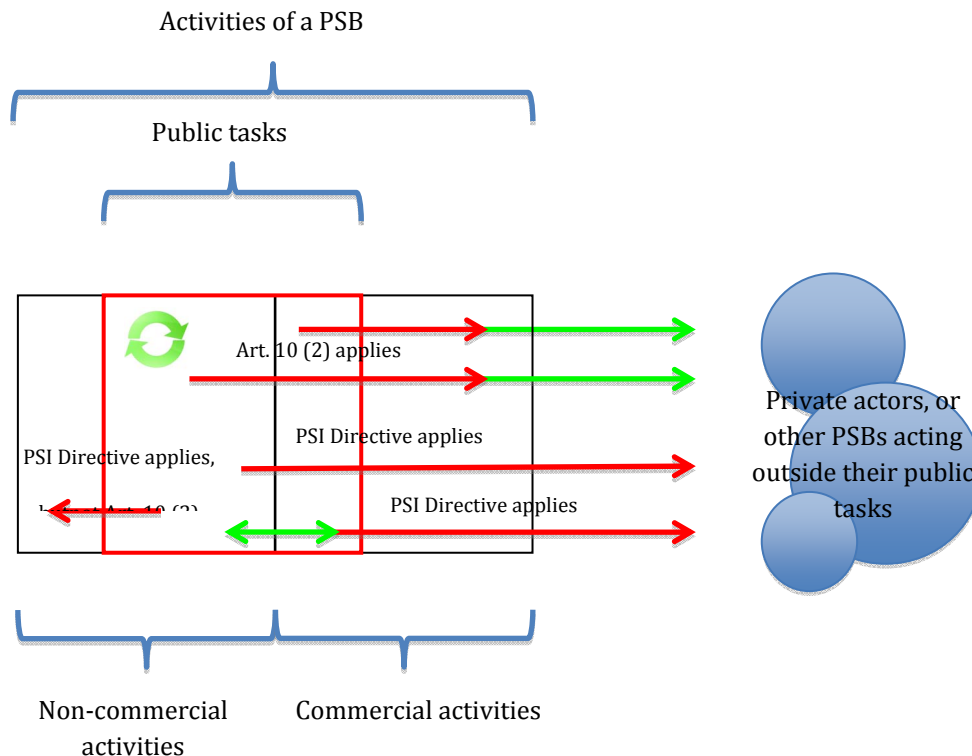 Activities of a PSB
Public tasks
Art. 10 (2) applies
PSI Directive applies
PSI Directive applies,
PSI Directive applies
Private actors, or
other PSBs acting
outside their public
tasks
Non-commercial
activities
Commercial activities